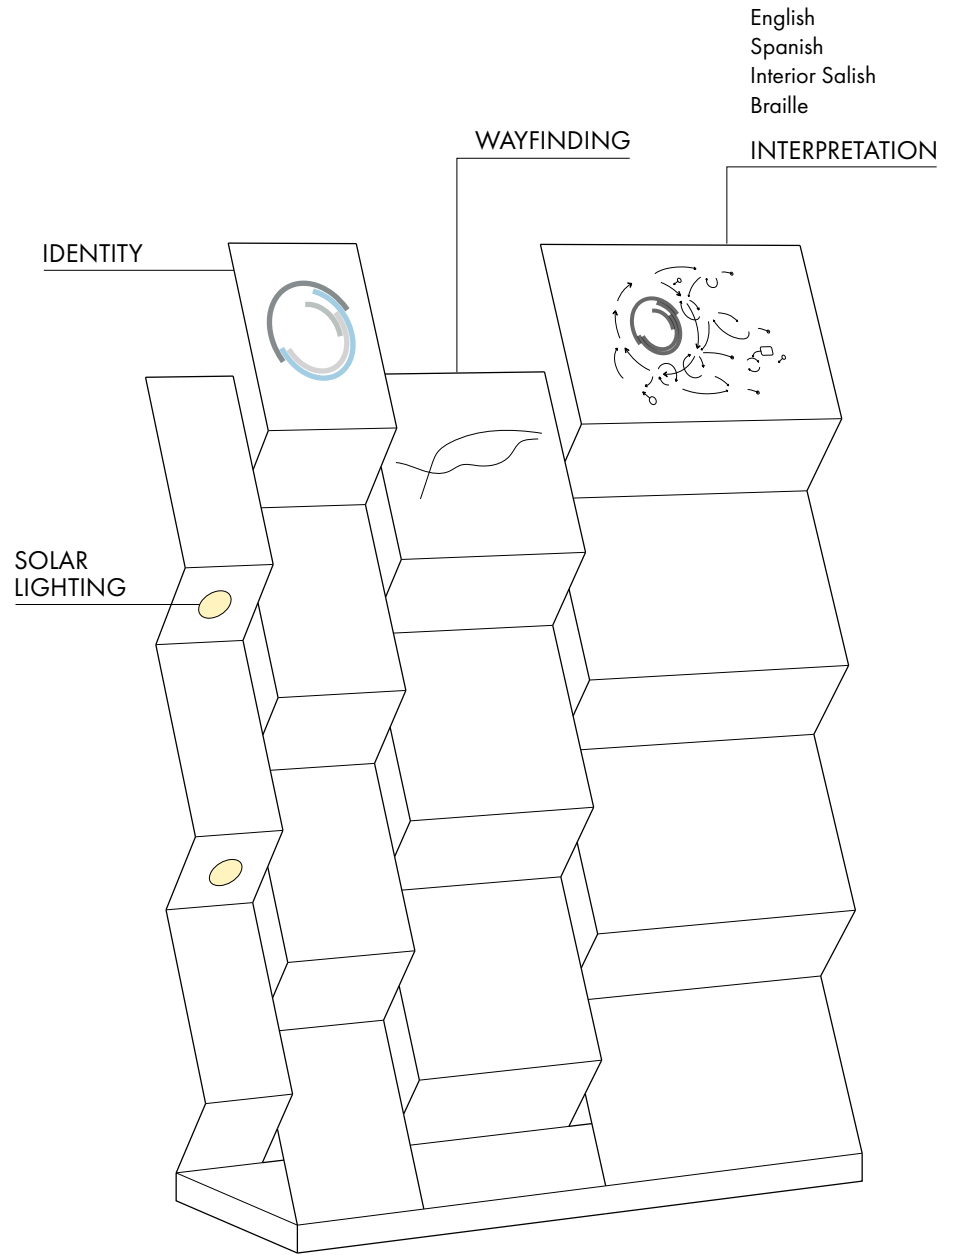 English
Spanish
Interior Salish
Braille
WAYFINDING
INTERPRETATION
IDENTITY
SOLAR
LIGHTING